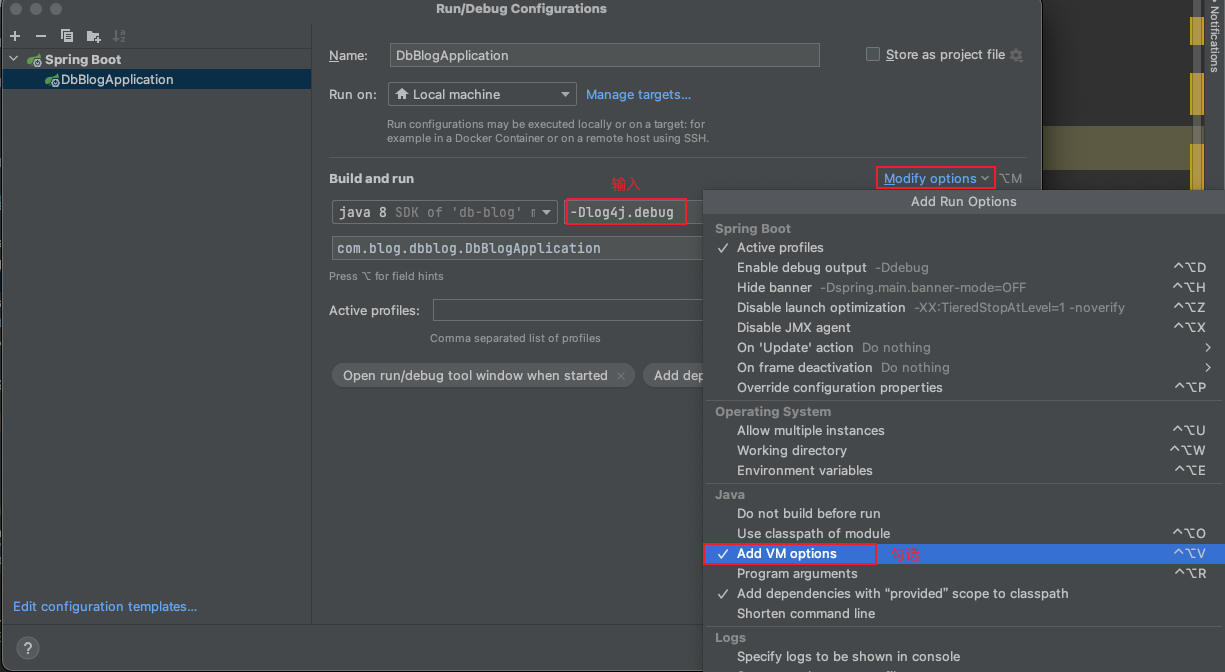 Run/Debug Configurations
Notifications
Spring Boot
DbBlogApplication
Name:
DbBlogApplication
Store as project file
Run on:
Local machine
Manage targets...
Run configurations may be executed locally or on a target: for
example in a Docker Container or on a remote host using SSH.
Build and run
输入
Modify options
⌥M
java 8 SDK of 'db-blog'
-Dlog4j.debug
com.blog.dbblog.DbBlogApplication
Press ⌥ for field hints
Active profiles:
Comma separated list of profiles
Open run/debug tool window when started ×
Add dep
Add Run Options
Spring Boot
✓ Active profiles
Enable debug output -Ddebug ⌃⌥D
Hide banner -Dspring.main.banner-mode=OFF ⌃⌥H
Disable launch optimization -XX:TieredStopAtLevel=1 -noverify ⌃⌥Z
Disable JMX agent ⌃⌥X
On 'Update' action Do nothing
On frame deactivation Do nothing
Override configuration properties ⌃⌥P
Operating System
Allow multiple instances ⌃⌥U
Working directory ⌃⌥W
Environment variables ⌃⌥E
Java
Do not build before run
Use classpath of module ⌃⌥O
✓ Add VM options 勾选 ⌃⌥V
Program arguments ⌃⌥R
✓ Add dependencies with “provided” scope to classpath
Shorten command line
Logs
Specify logs to be shown in console
Edit configuration templates...
?